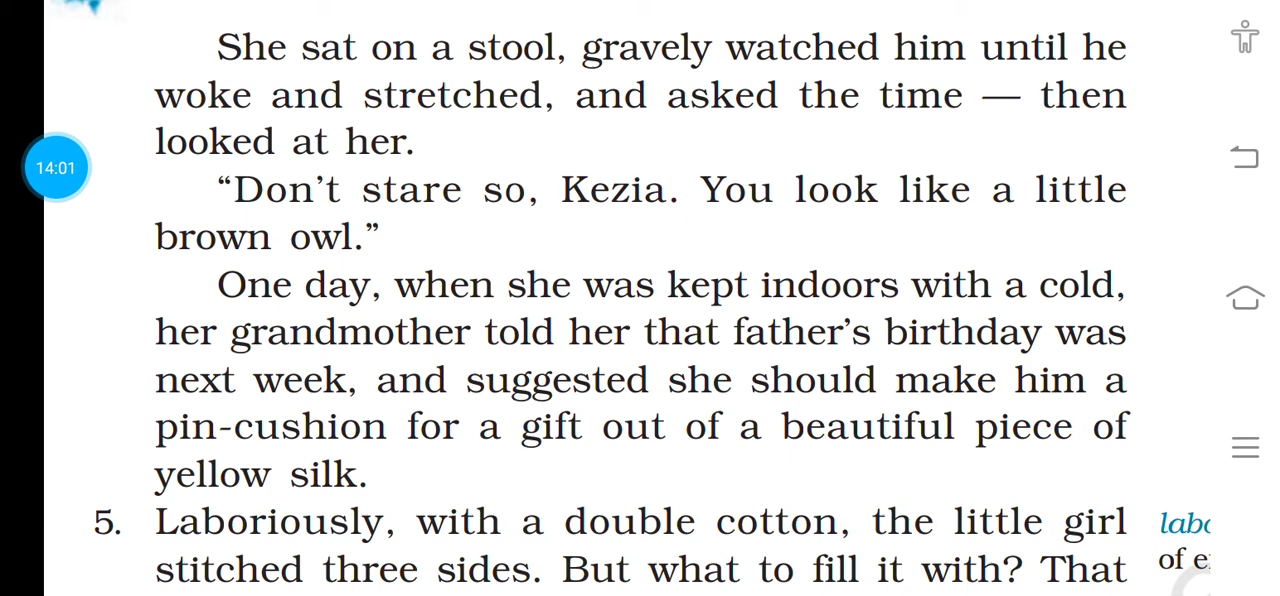 She sat on a stool, gravely watched him until he
woke and stretched, and asked the time — then
looked at her.
14:01
“Don’t stare so, Kezia. You look like a little
brown owl.”
One day, when she was kept indoors with a cold,
her grandmother told her that father’s birthday was
next week, and suggested she should make him a
pin-cushion for a gift out of a beautiful piece of
yellow silk.
5. Laboriously, with a double cotton, the little girl
stitched three sides. But what to fill it with? That
of